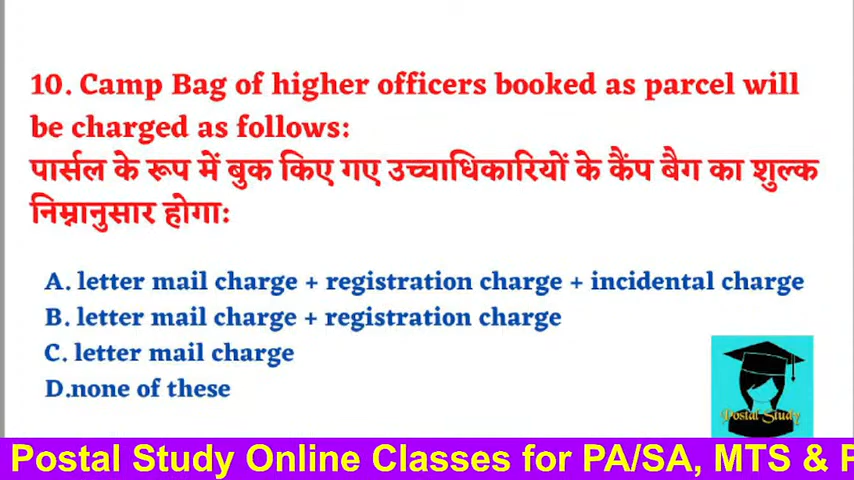 10. Camp Bag of higher officers booked as parcel will
be charged as follows:
पार्सल के रूप में बुक किए गए उच्चाधिकारियों के कैंप बैग का शुल्क
निम्नानुसार होगा:
A. letter mail charge + registration charge + incidental charge
B. letter mail charge + registration charge
C. letter mail charge
D.none of these
Postal Study
Postal Study Online Classes for PA/SA, MTS &